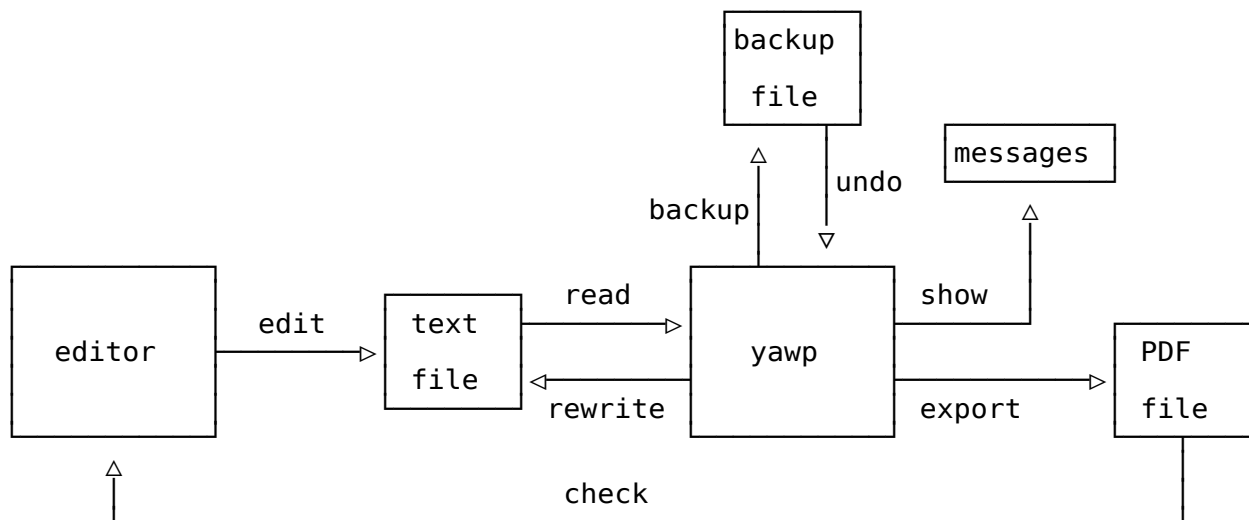 backup
file
messages
undo
backup
read
show
edit
text
PDF
editor
yawp
file
rewrite
export
file
check